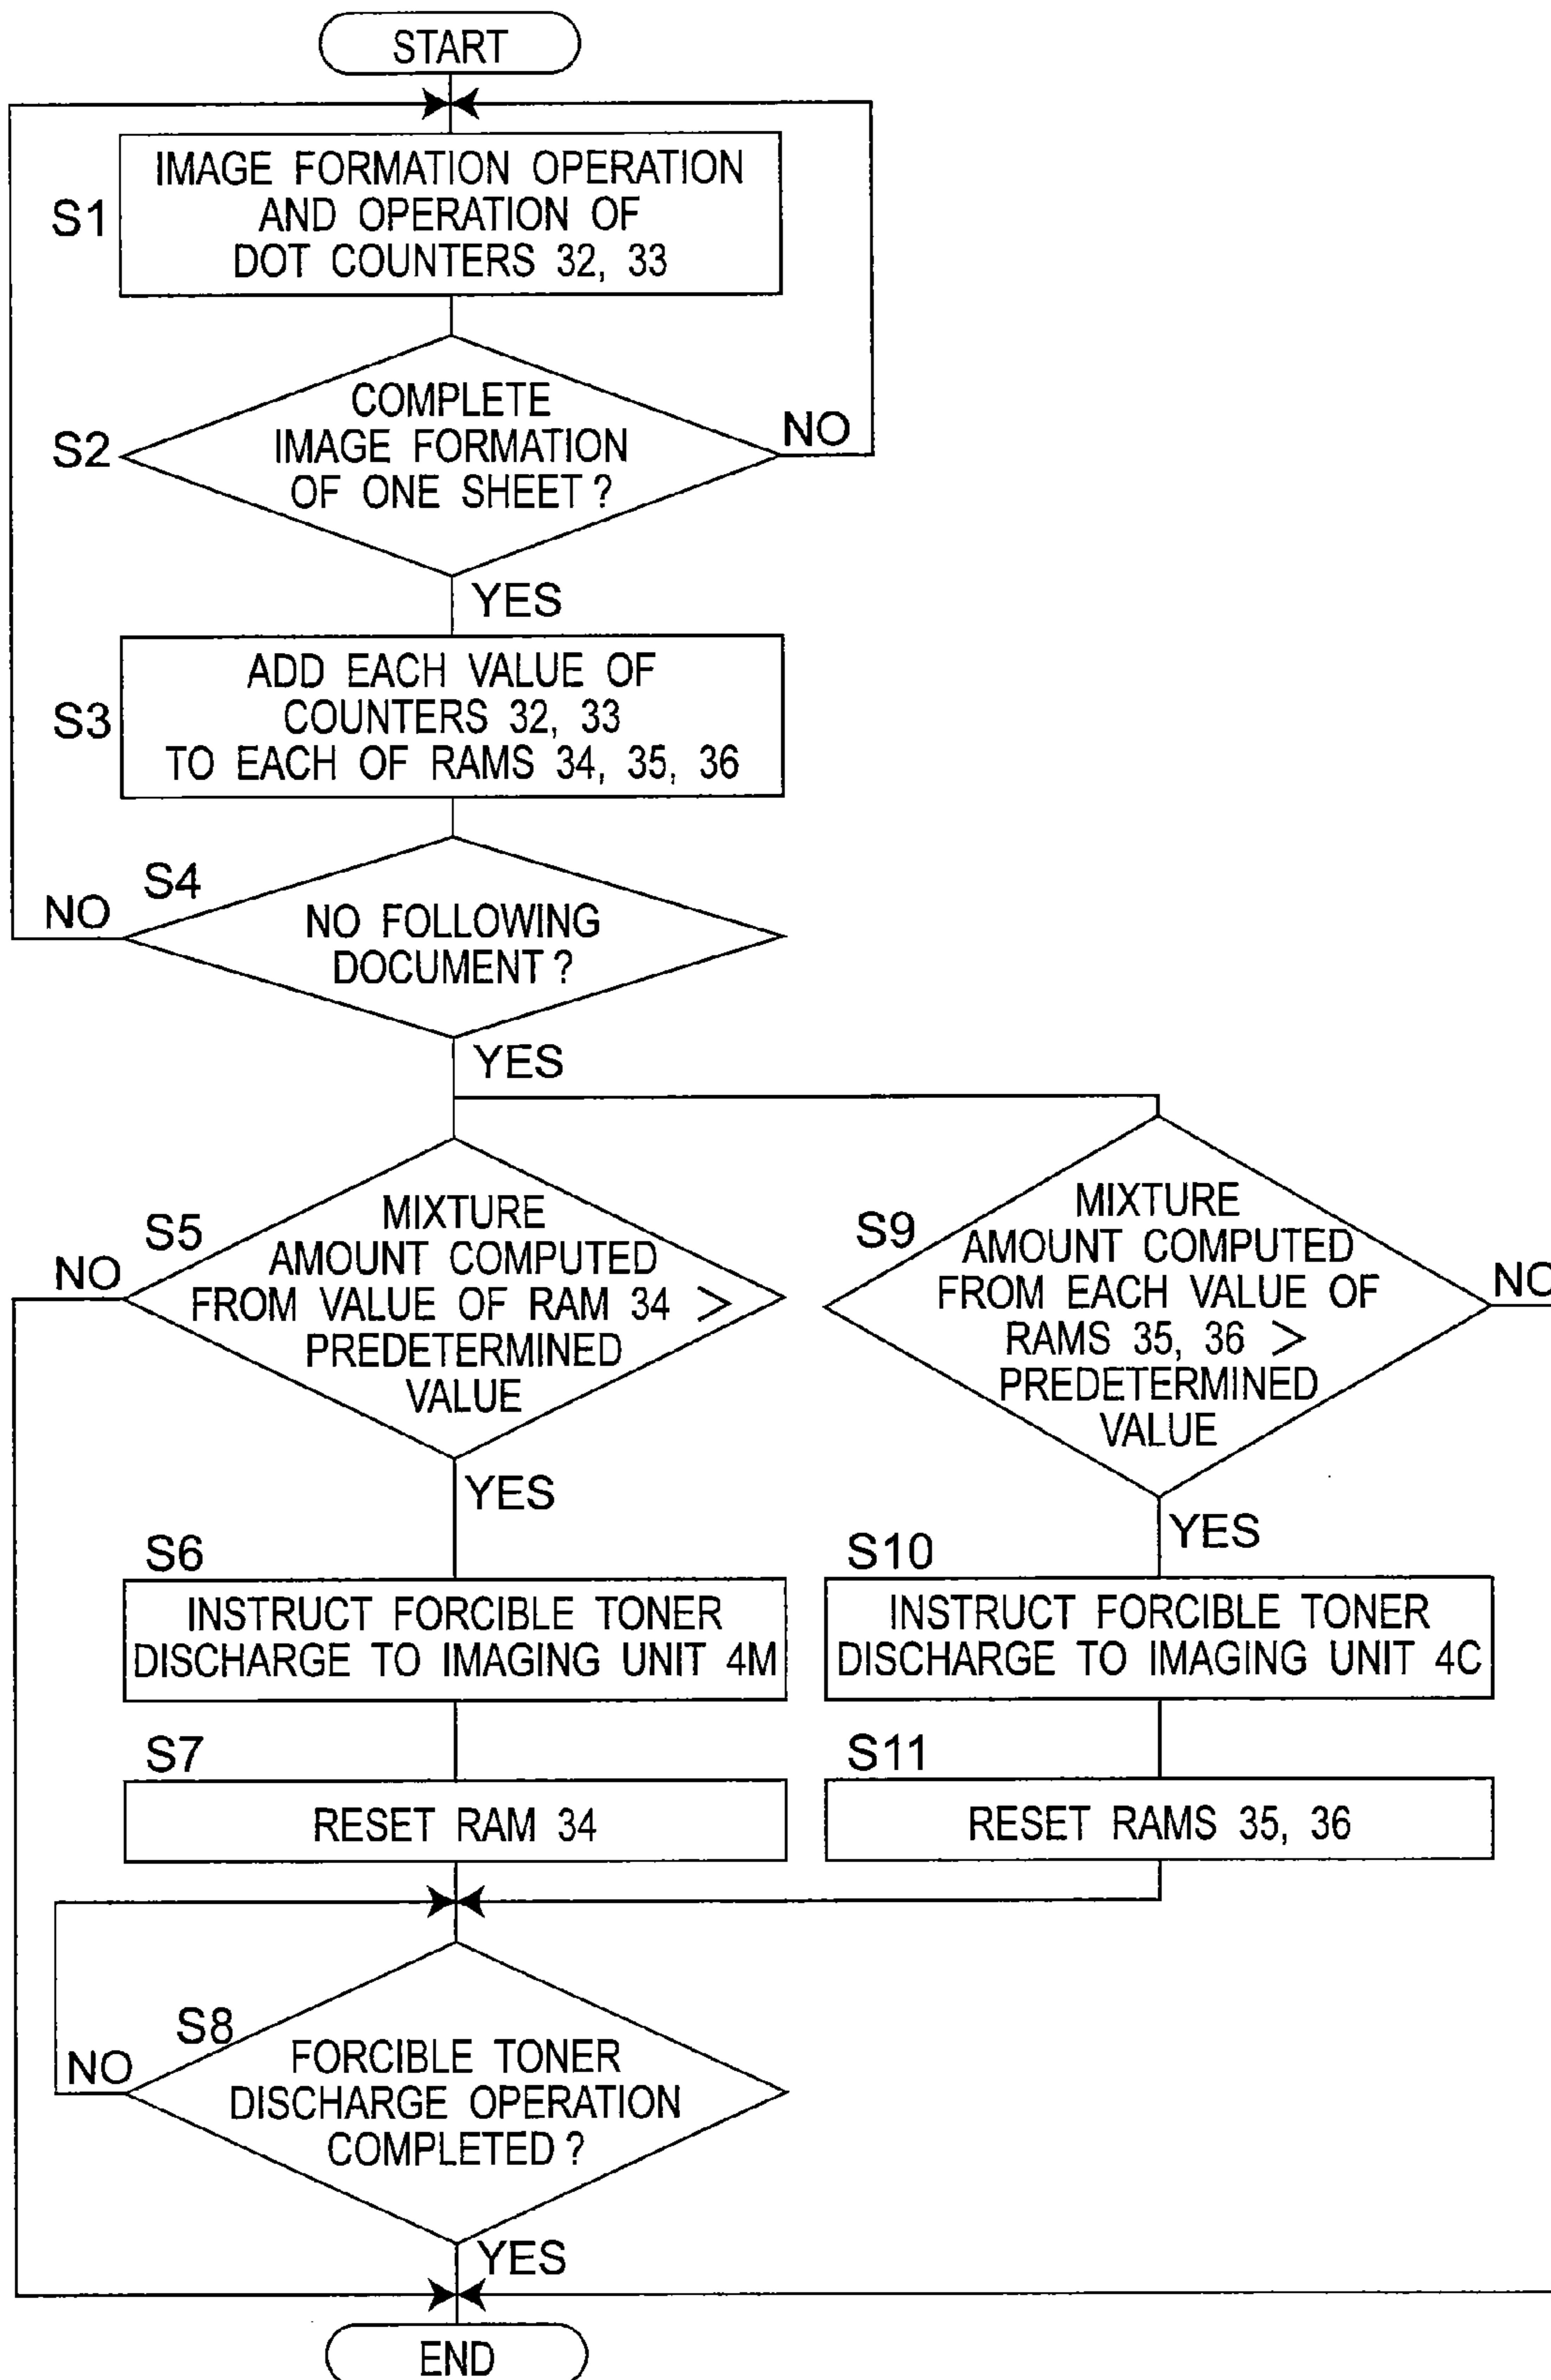 START
S1
IMAGE FORMATION OPERATION
AND OPERATION OF
DOT COUNTERS 32, 33
S2
COMPLETE
IMAGE FORMATION
OF ONE SHEET?
NO
YES
S3
ADD EACH VALUE OF
COUNTERS 32, 33
TO EACH OF RAMS 34, 35, 36
S4
NO
NO FOLLOWING
DOCUMENT?
YES
S5
NO
MIXTURE
AMOUNT COMPUTED
FROM VALUE OF RAM 34 >
PREDETERMINED
VALUE
YES
S9
MIXTURE
AMOUNT COMPUTED
FROM EACH VALUE OF
RAMS 35, 36 >
PREDETERMINED
VALUE
NO
YES
S6
INSTRUCT FORCIBLE TONER
DISCHARGE TO IMAGING UNIT 4M
S10
INSTRUCT FORCIBLE TONER
DISCHARGE TO IMAGING UNIT 4C
S7
RESET RAM 34
S11
RESET RAMS 35, 36
S8
NO
FORCIBLE TONER
DISCHARGE OPERATION
COMPLETED?
YES
END